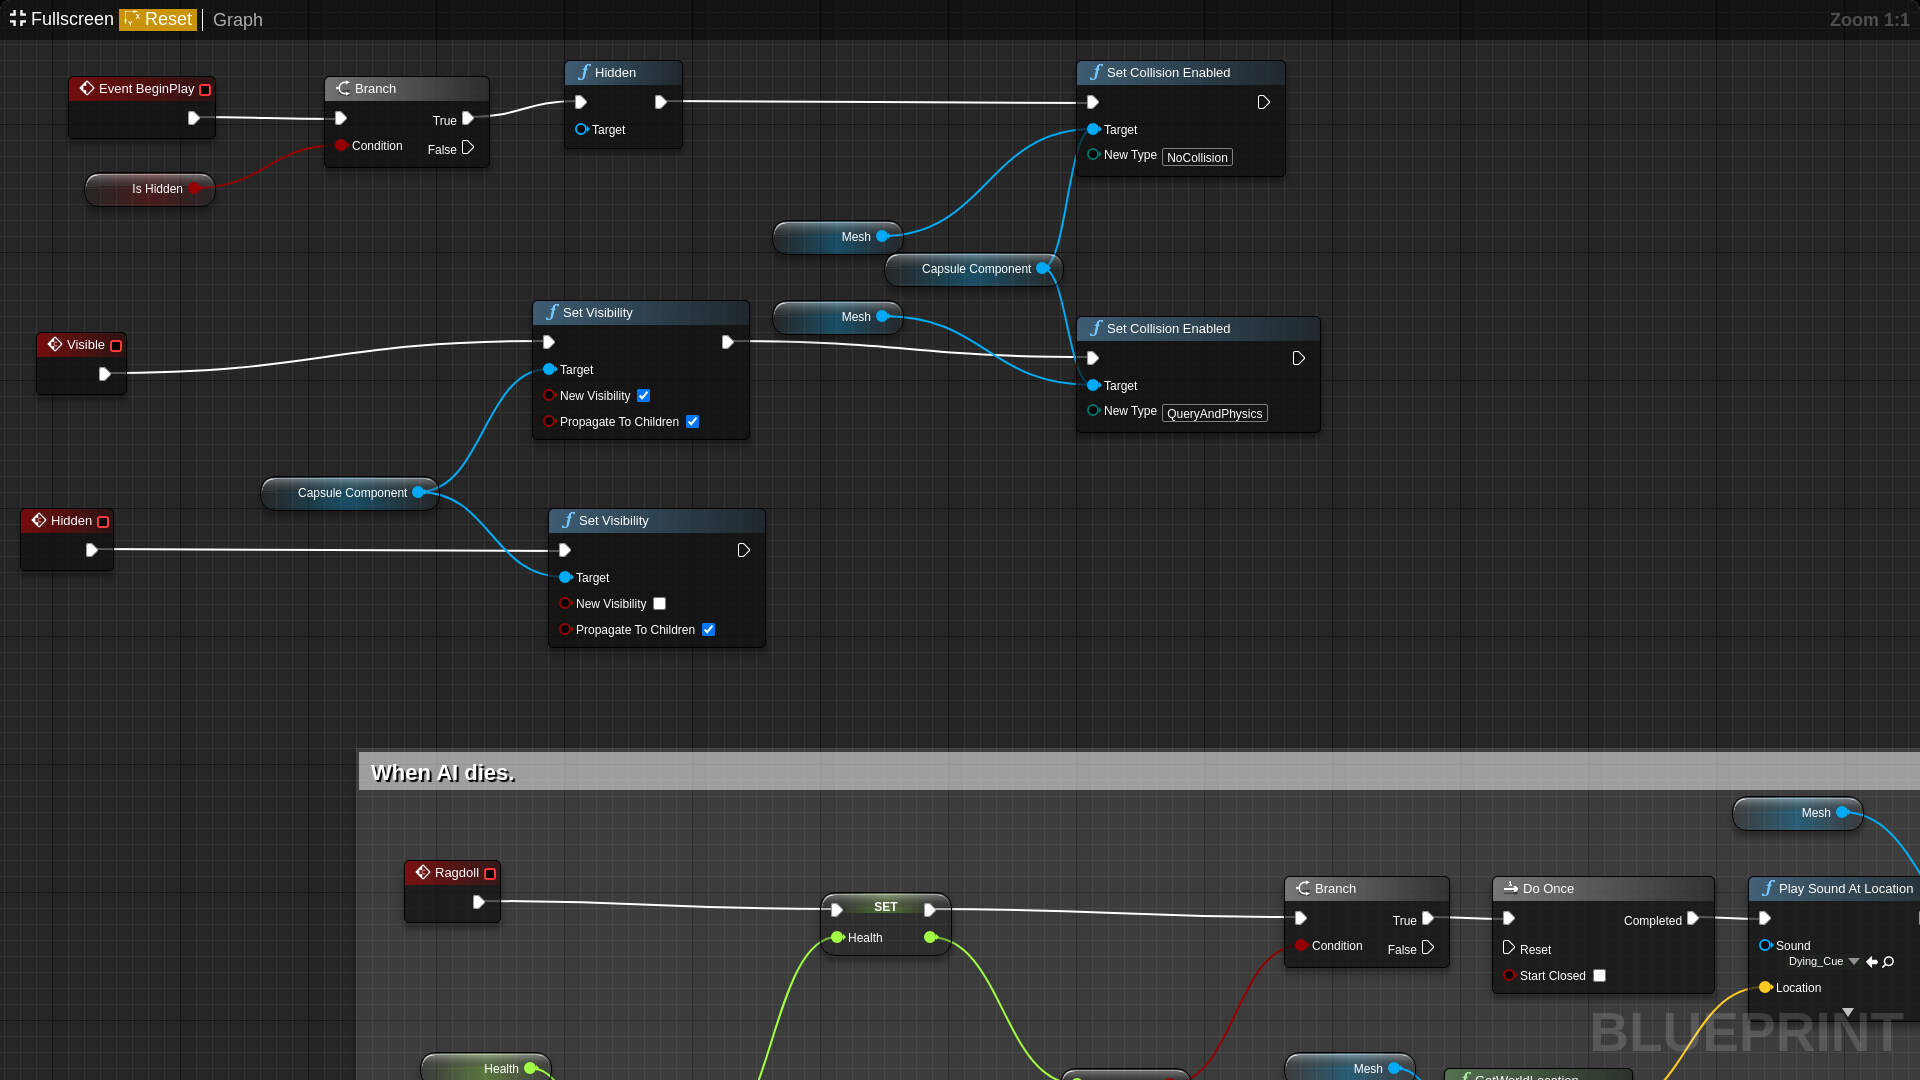 Fullscreen Reset Graph Zoom 1:1
Event BeginPlay
Branch
True
Condition
False
Is Hidden
Hidden
Target
Set Collision Enabled
Target
New Type NoCollision
Mesh
Capsule Component
Mesh
Visible
Set Visibility
Target
New Visibility
Propagate To Children
Set Collision Enabled
Target
New Type QueryAndPhysics
Capsule Component
Hidden
Set Visibility
Target
New Visibility
Propagate To Children
When AI dies.
Mesh
Ragdoll
SET
Health
Branch
True
Condition
False
Do Once
Completed
Reset
Start Closed
Play Sound At Location
Sound
Dying_Cue
Location
BLUEPRINT
Health
Mesh
GetWorldLocation